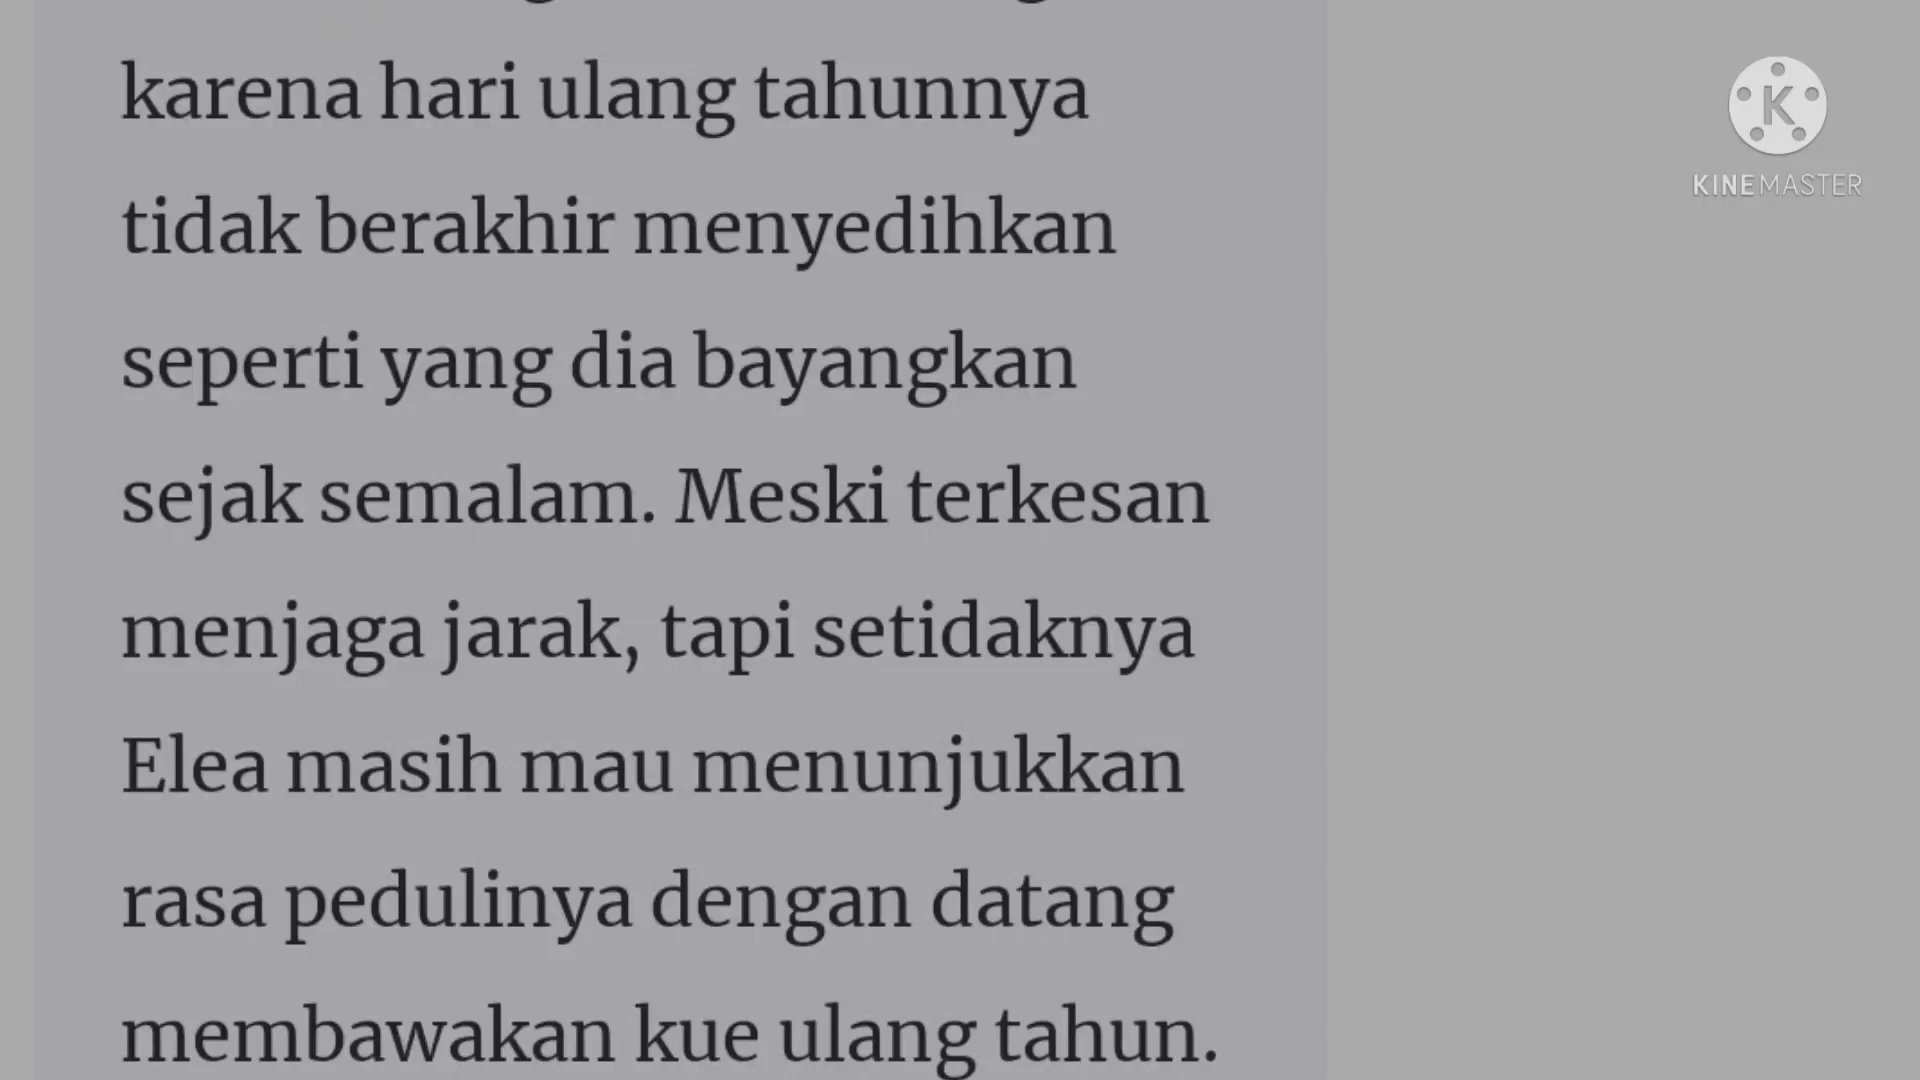 karena hari ulang tahunnya
tidak berakhir menyedihkan
seperti yang dia bayangkan
sejak semalam. Meski terkesan
menjaga jarak, tapi setidaknya
Elea masih mau menunjukkan
rasa pedulinya dengan datang
membawakan kue ulang tahun.
K
KINEMASTER